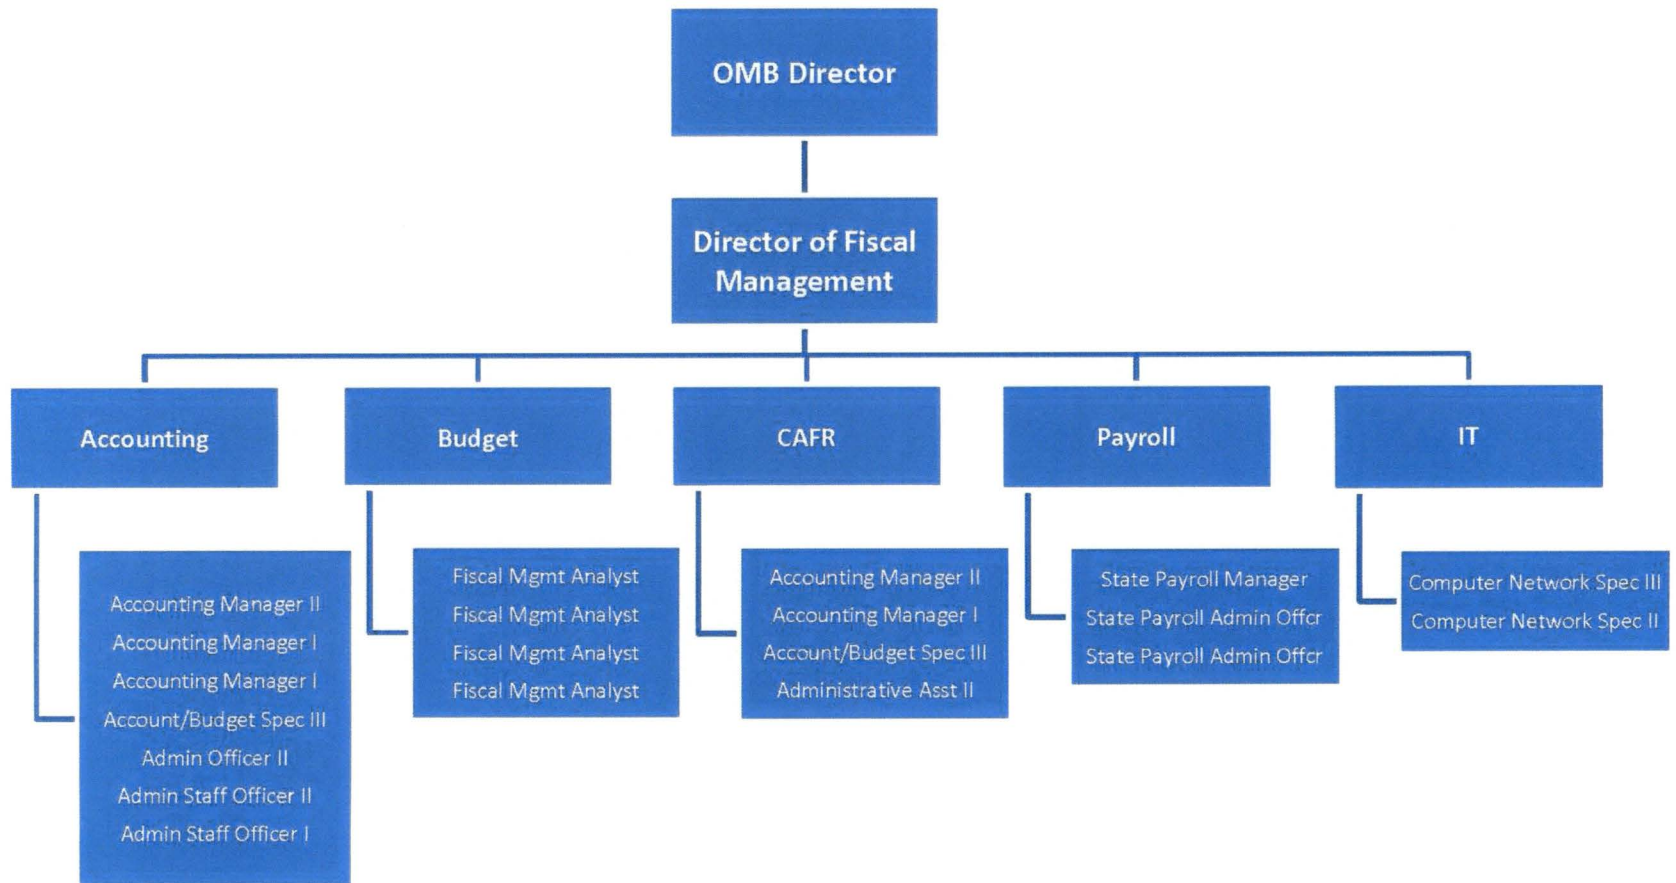 OMB Director
Director of Fiscal
Management
Accounting
Budget
CAFR
Payroll
IT
Accounting Manager II
Accounting Manager I
Accounting Manager I
Account/Budget Spec III
Admin Officer II
Admin Staff Officer II
Admin Staff Officer I
Fiscal Mgmt Analyst
Fiscal Mgmt Analyst
Fiscal Mgmt Analyst
Fiscal Mgmt Analyst
Accounting Manager II
Accounting Manager I
Account/Budget Spec III
Administrative Asst II
State Payroll Manager
State Payroll Admin Offcr
State Payroll Admin Offcr
Computer Network Spec III
Computer Network Spec II